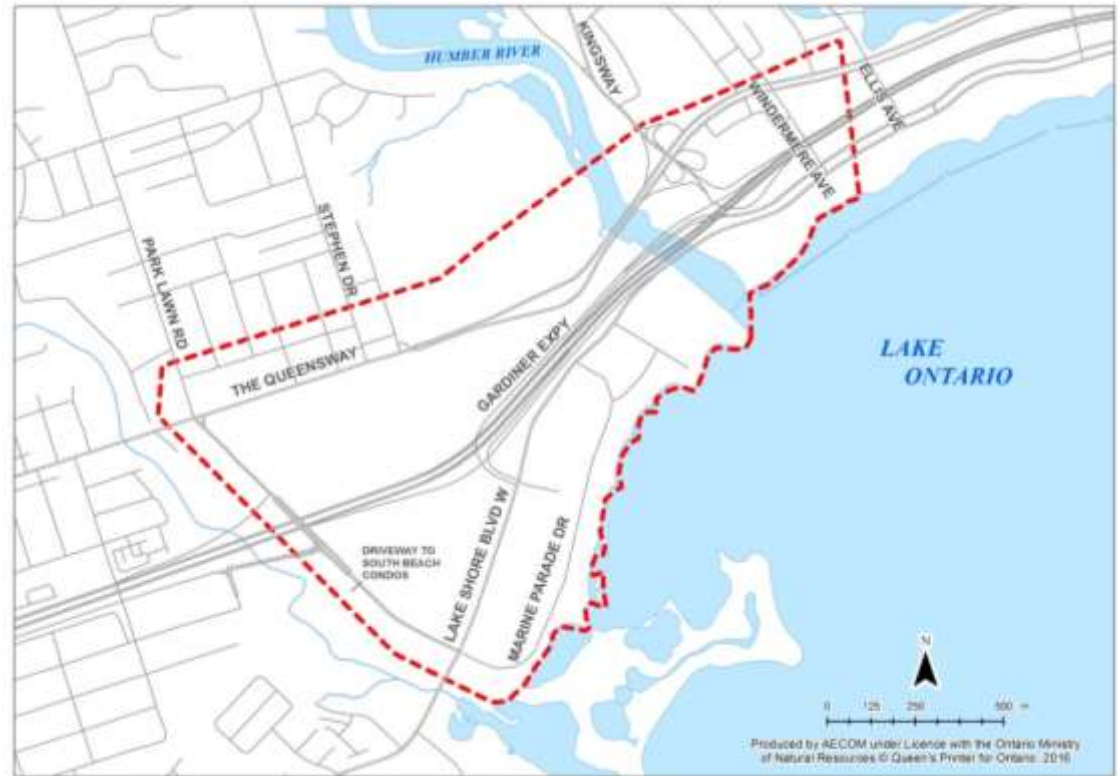 HUMBER RIVER
KINGSWAY
ELLIS AVE
WINDERMERE AVE
STEPHEN DR
PARK LAWN RD
THE QUEENSWAY
GARDINER EXPY
LAKE
ONTARIO
DRIVEWAY TO
SOUTH BEACH
CONDOS
LAKE SHORE BLVD W
MARINE PARADE DR
N
0 125 250 500 m
Produced by AECOM under Licence with the Ontario Ministry
of Natural Resources © Queen's Printer for Ontario, 2016